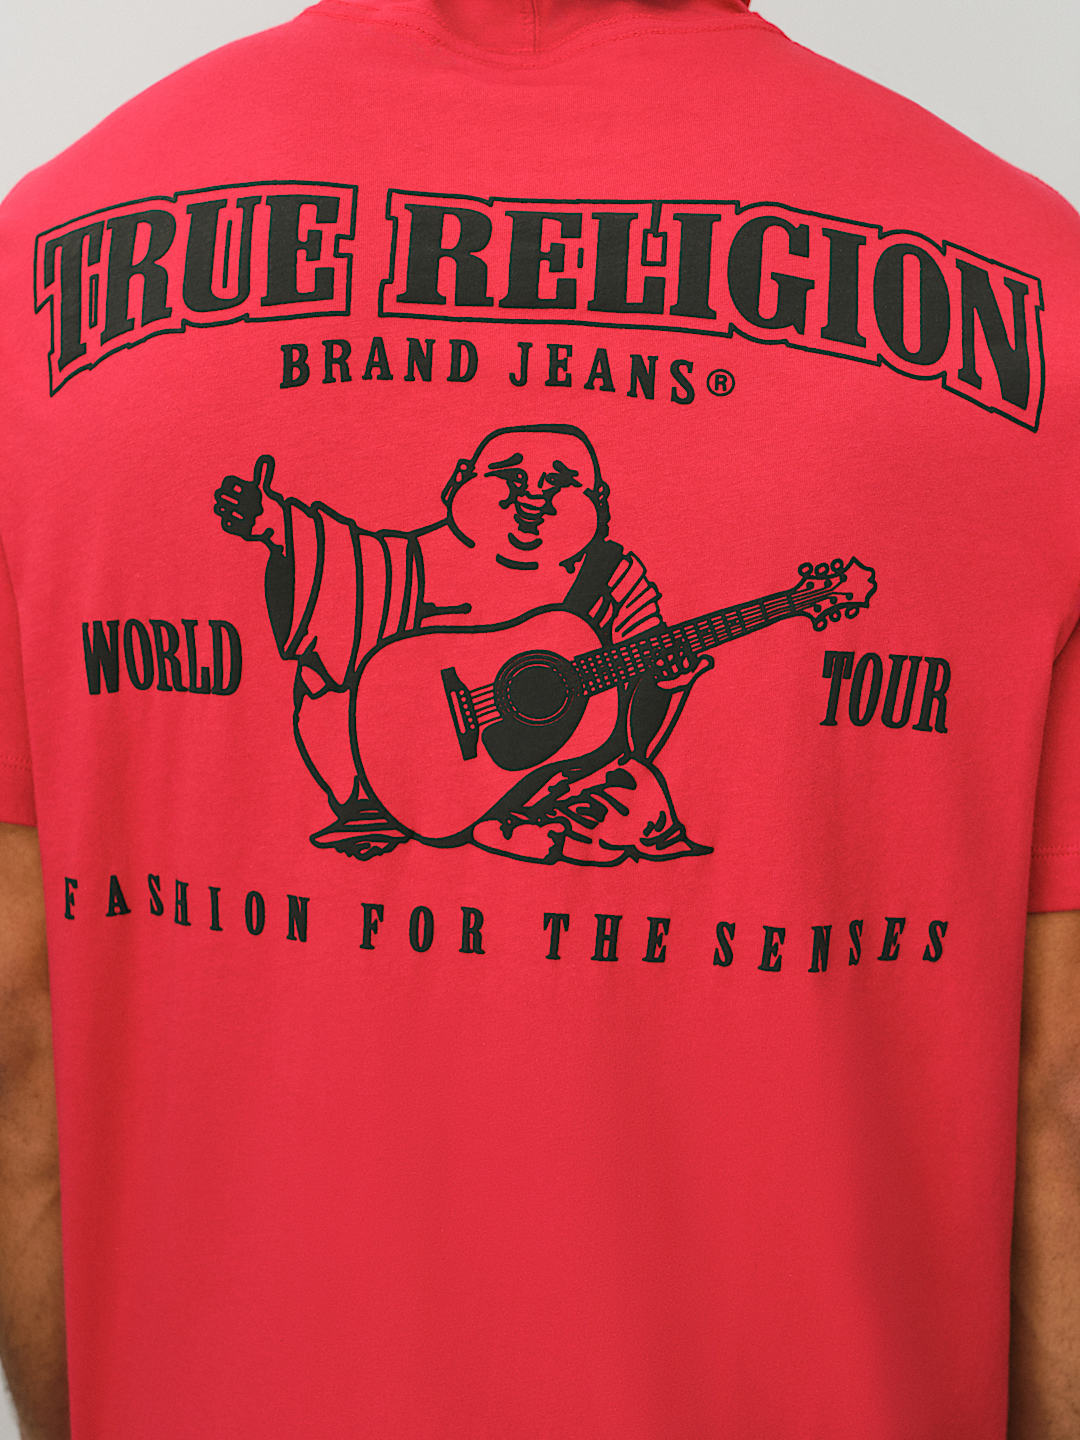 TRUE RELIGION
BRAND JEANS®
WORLD TOUR
FASHION FOR THE SENSES